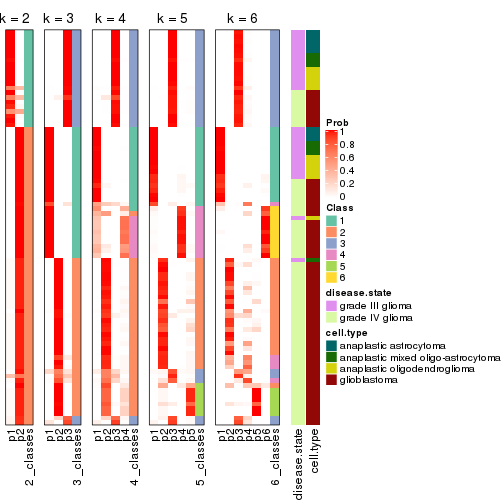 k = 2
k = 3
k = 4
k = 5
k = 6
Prob
1
0.8
0.6
0.4
0.2
0
Class
1
2
3
4
5
6
disease.state
grade III glioma
grade IV glioma
cell.type
anaplastic astrocytoma
anaplastic mixed oligo-astrocytoma
anaplastic oligodendroglioma
glioblastoma
p1
p2
2_classes
p1
p2
p3
3_classes
p1
p2
p3
p4
4_classes
p1
p2
p3
p4
p5
5_classes
p1
p2
p3
p4
p5
p6
6_classes
disease.state
cell.type